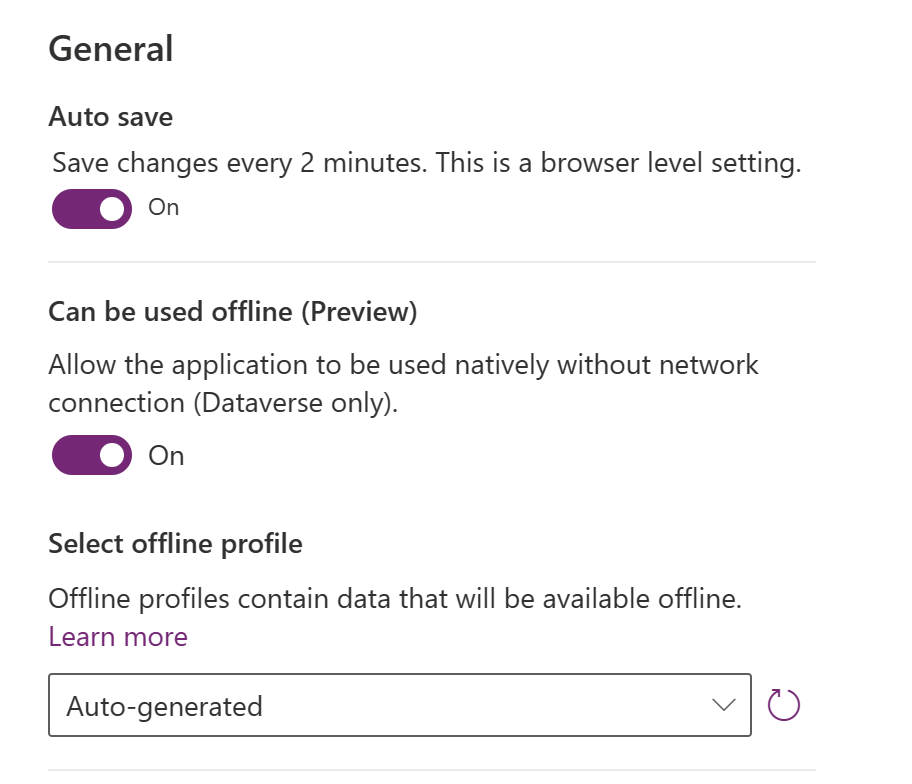 General
Auto save
Save changes every 2 minutes. This is a browser level setting.
On
Can be used offline (Preview)
Allow the application to be used natively without network
connection (Dataverse only).
On
Select offline profile
Offline profiles contain data that will be available offline.
Learn more
Auto-generated